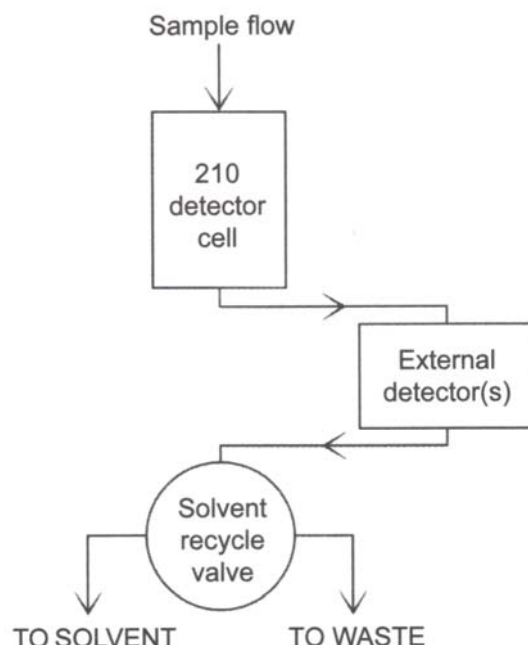 Sample flow
210
detector
cell
External
detector(s)
Solvent
recycle
valve
TO SOLVENT
TO WASTE